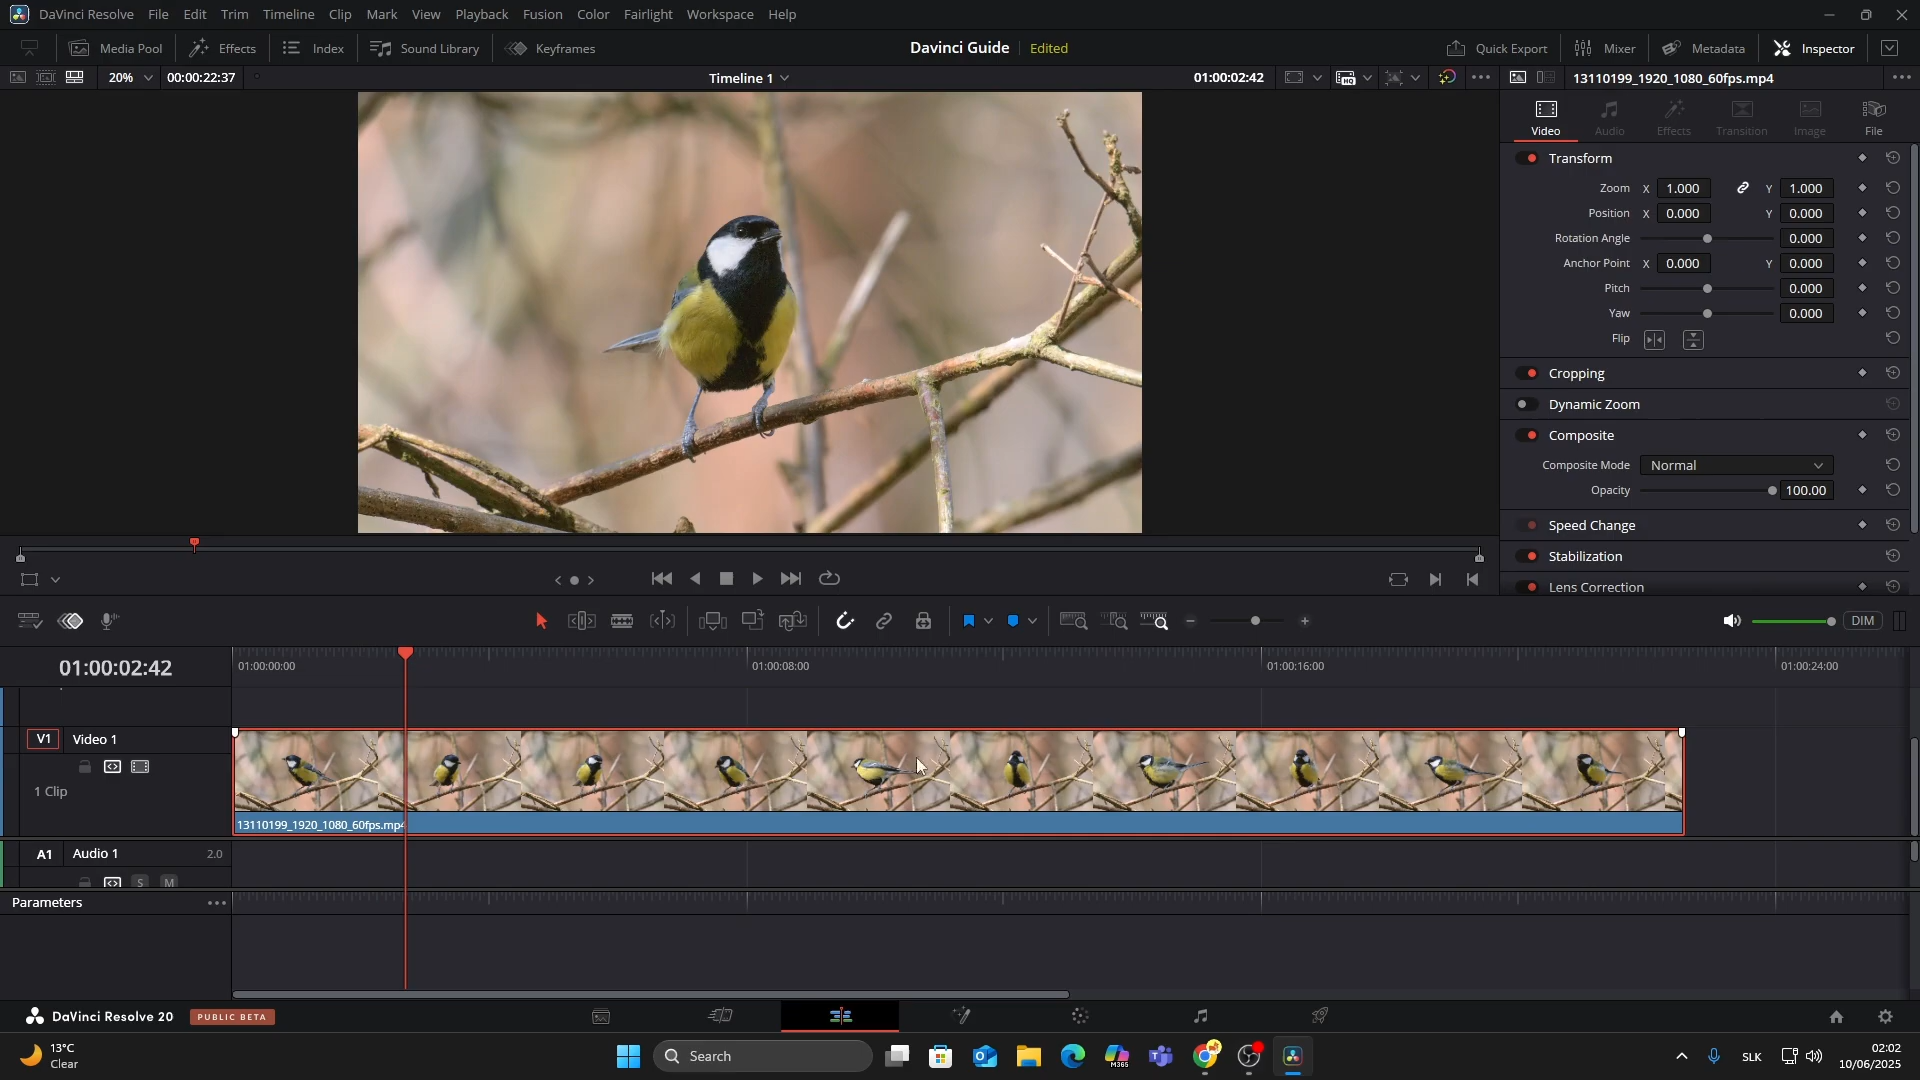 DaVinci Resolve File Edit Trim Timeline Clip Mark View Playback Fusion Color Fairlight Workspace Help
Media Pool Effects Index Sound Library Keyframes Davinci Guide Edited Quick Export Mixer Metadata Inspector
20% 00:00:22:37 Timeline 1 01:00:02:42 13110199_1920_1080_60fps.mp4
Video Audio Effects Transition Image File
Transform
Zoom X 1.000 Y 1.000
Position X 0.000 Y 0.000
Rotation Angle 0.000
Anchor Point X 0.000 Y 0.000
Pitch 0.000
Yaw 0.000
Flip
Cropping
Dynamic Zoom
Composite
Composite Mode Normal
Opacity 100.00
Speed Change
Stabilization
Lens Correction
DIM
01:00:02:42 01:00:00:00 01:00:08:00 01:00:16:00 01:00:24:00
V1 Video 1
1 Clip
13110199_1920_1080_60fps.mp4
A1 Audio 1 2.0
S M
Parameters
DaVinci Resolve 20 PUBLIC BETA
13°C
Clear
Search
M365
SLK
02:02
10/06/2025